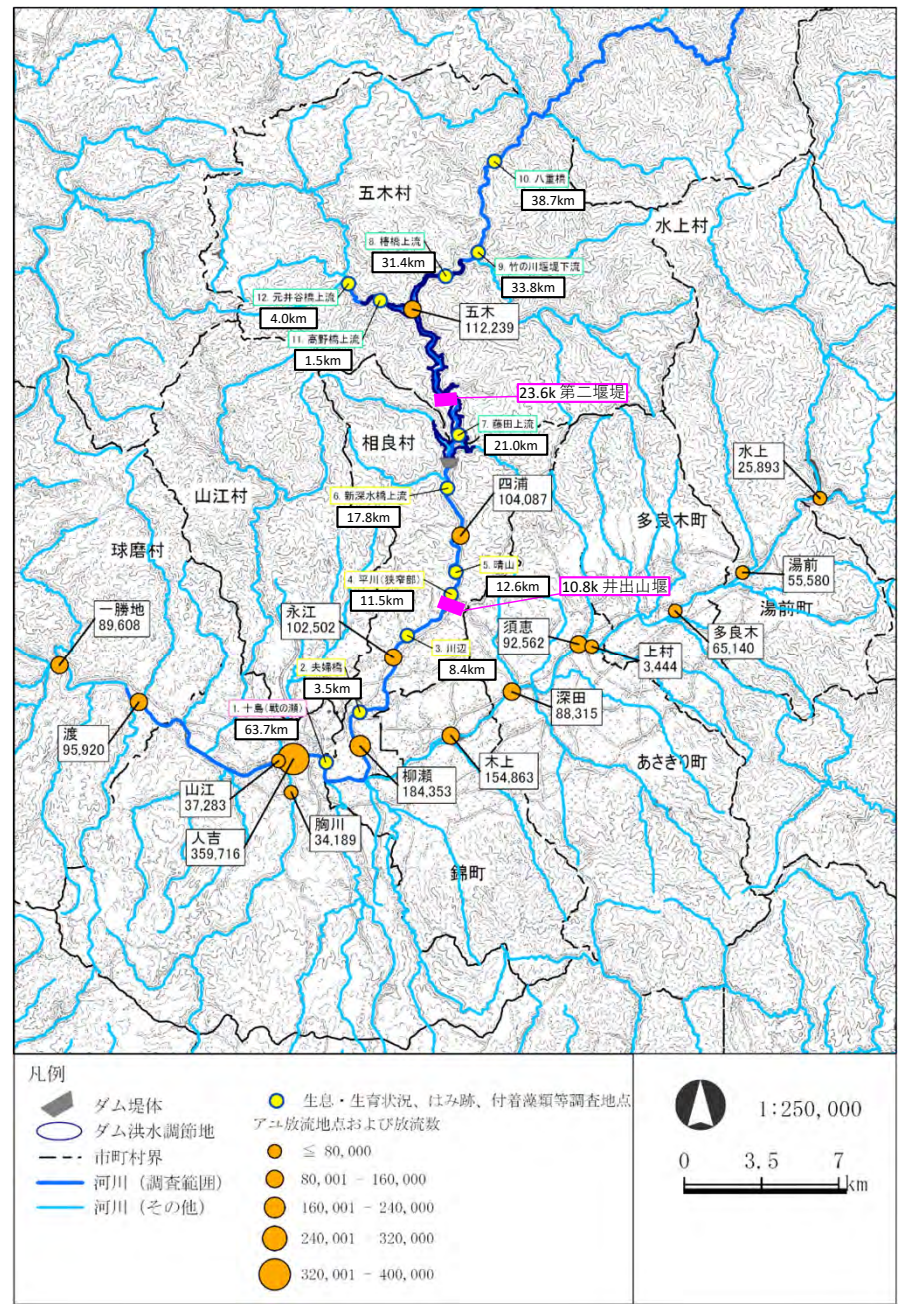 五木村
10. 八重橋
38.7km
水上村
8. 椿橋上流
31.4km
9. 竹の川堰堤下流
33.8km
12. 元井谷橋上流
4.0km
五木
112,239
11. 高野橋上流
1.5km
23.6k 第二堰堤
相良村
7. 藤田上流
21.0km
水上
25,893
山江村
四浦
104,087
6. 新深水橋上流
17.8km
多良木町
球磨村
5. 晴山
12.6km
4. 平川(狭窄部)
11.5km
10.8k 井出山堰
湯前
55,580
湯前町
一勝地
89,608
永江
102,502
須恵
92,562
多良木
65,140
上村
3,444
3. 川辺
8.4km
2. 夫婦橋
3.5km
深田
88,315
1. 十島(戦の瀬)
63.7km
渡
95,920
木上
154,863
あさぎり町
柳瀬
184,353
山江
37,283
胸川
34,189
人吉
359,716
錦町
凡例
ダム堤体
ダム洪水調節地
市町村界
河川（調査範囲）
河川（その他）
生息・生育状況、はみ跡、付着藻類等調査地点
アユ放流地点および放流数
≦ 80,000
80,001 - 160,000
160,001 - 240,000
240,001 - 320,000
320,001 - 400,000
1:250,000
0 3.5 7
km